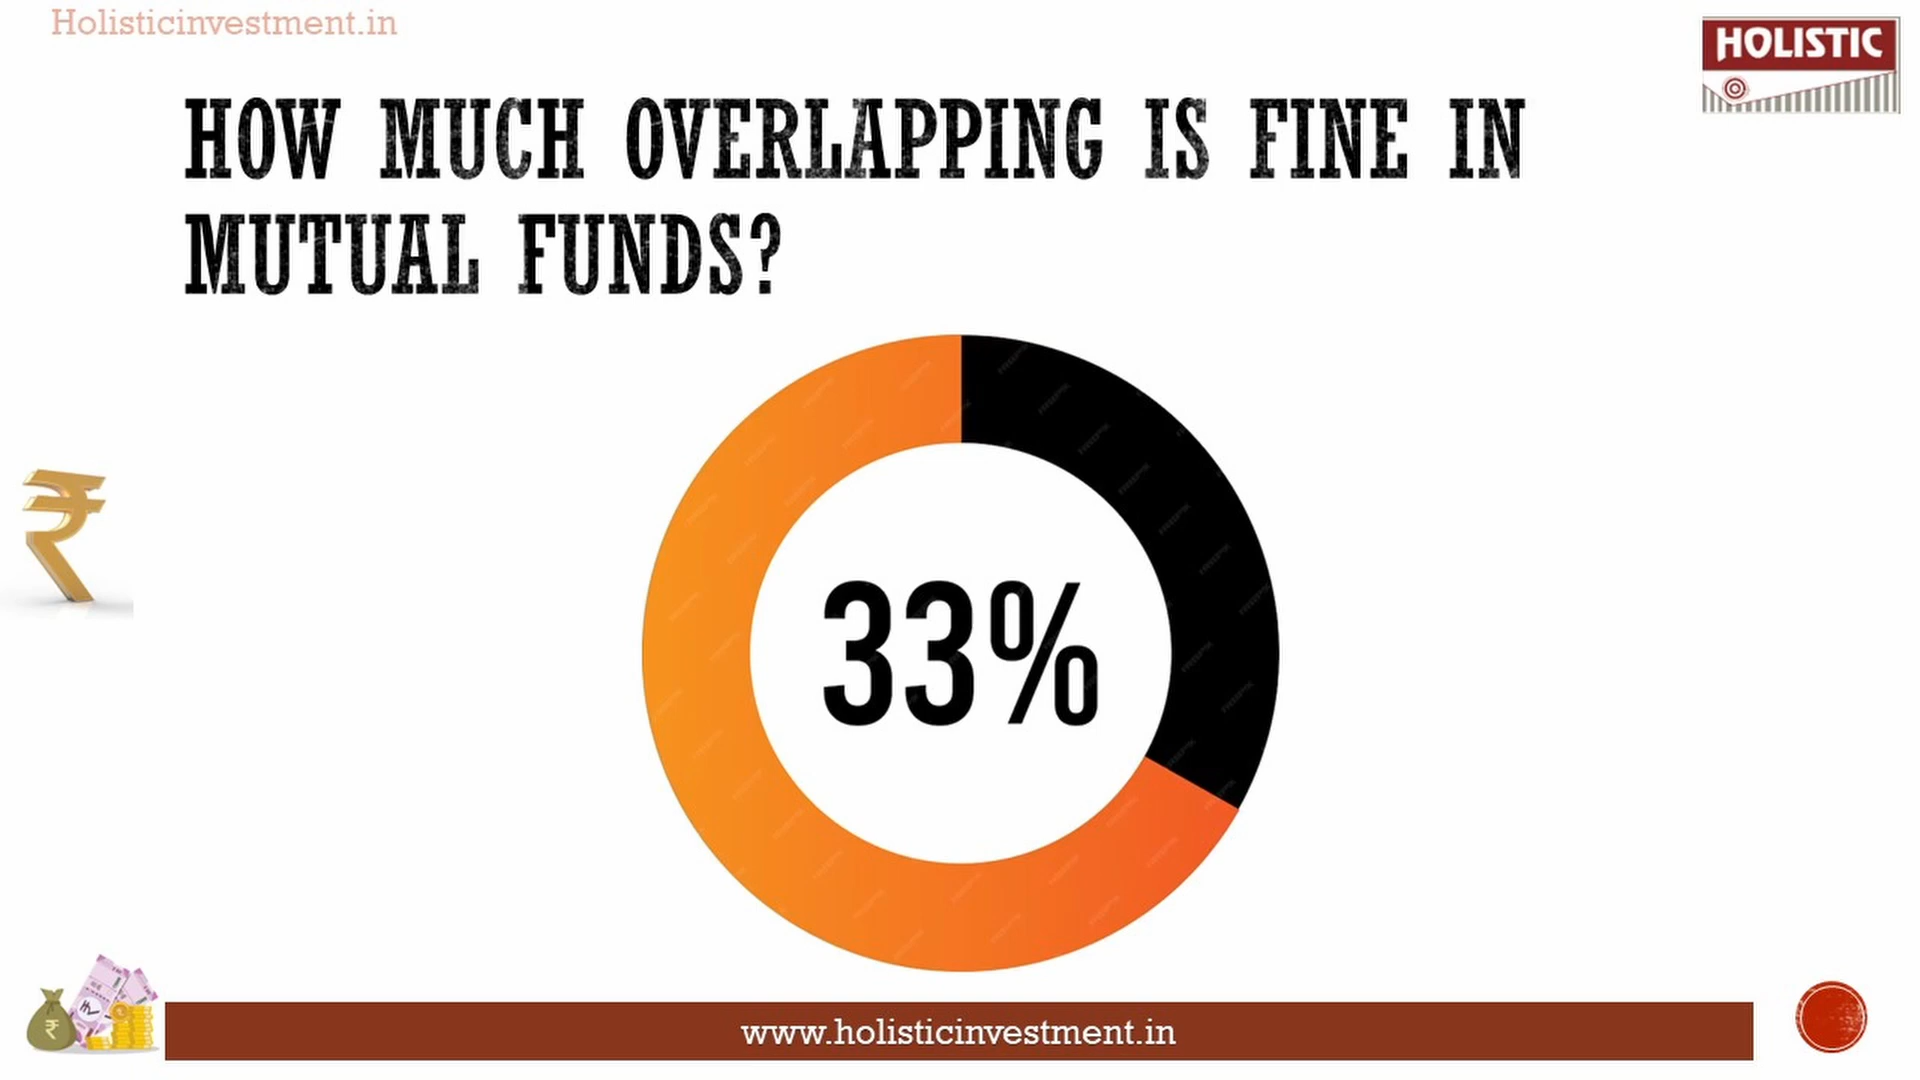 Holisticinvestment.in
HOLISTIC
HOW MUCH OVERLAPPING IS FINE IN
MUTUAL FUNDS?
33%
www.holisticinvestment.in